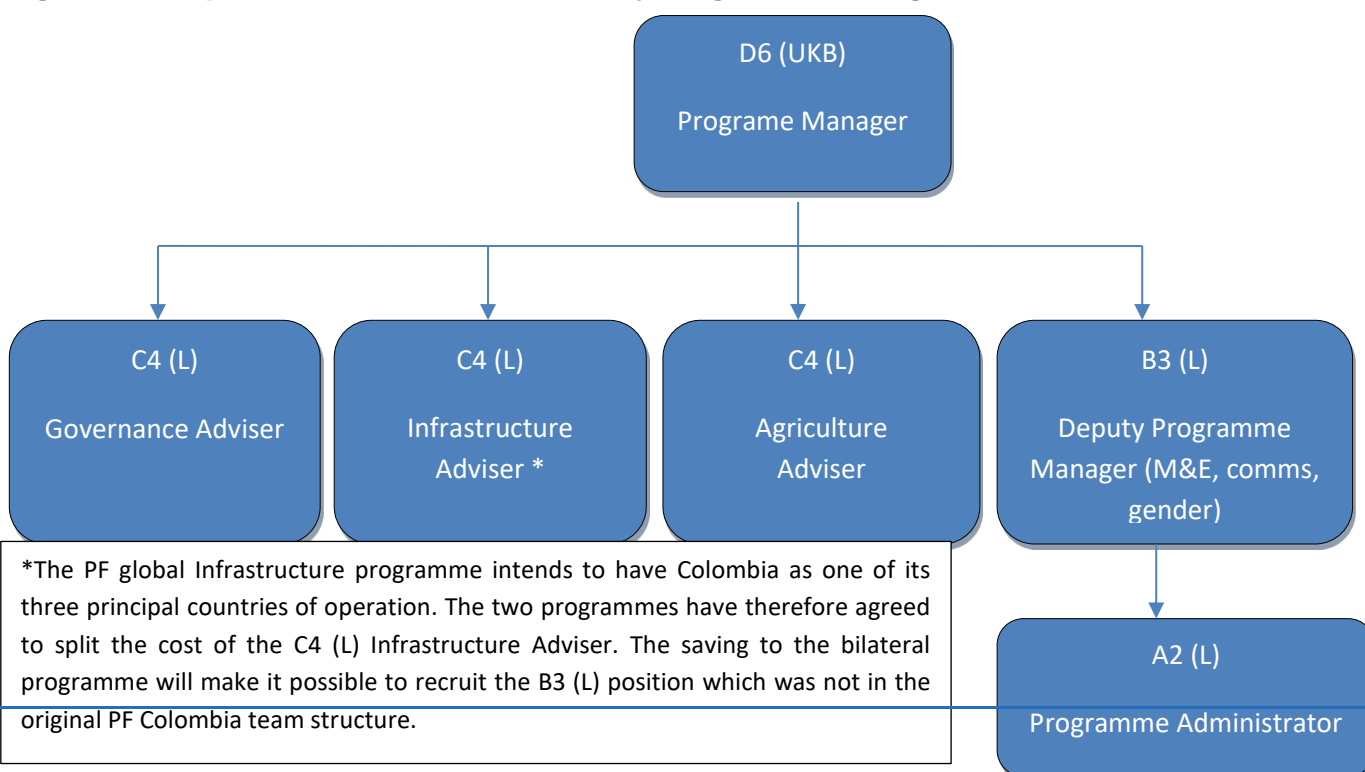 D6 (UKB)
Programe Manager
C4 (L)
Governance Adviser
C4 (L)
Infrastructure
Adviser *
C4 (L)
Agriculture
Adviser
B3 (L)
Deputy Programme
Manager (M&E, comms,
gender)
*The PF global Infrastructure programme intends to have Colombia as one of its
three principal countries of operation. The two programmes have therefore agreed
to split the cost of the C4 (L) Infrastructure Adviser. The saving to the bilateral
programme will make it possible to recruit the B3 (L) position which was not in the
original PF Colombia team structure.
A2 (L)
Programme Administrator